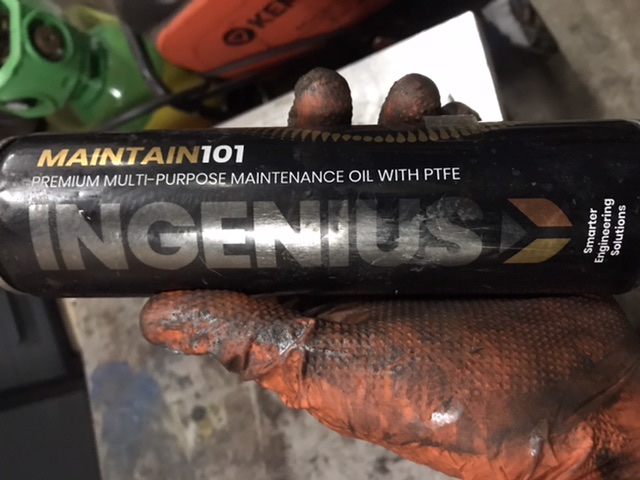 MAINTAIN101
PREMIUM MULTI-PURPOSE MAINTENANCE OIL WITH PTFE
INGENIUS
Smarter
Engineering
Solutions